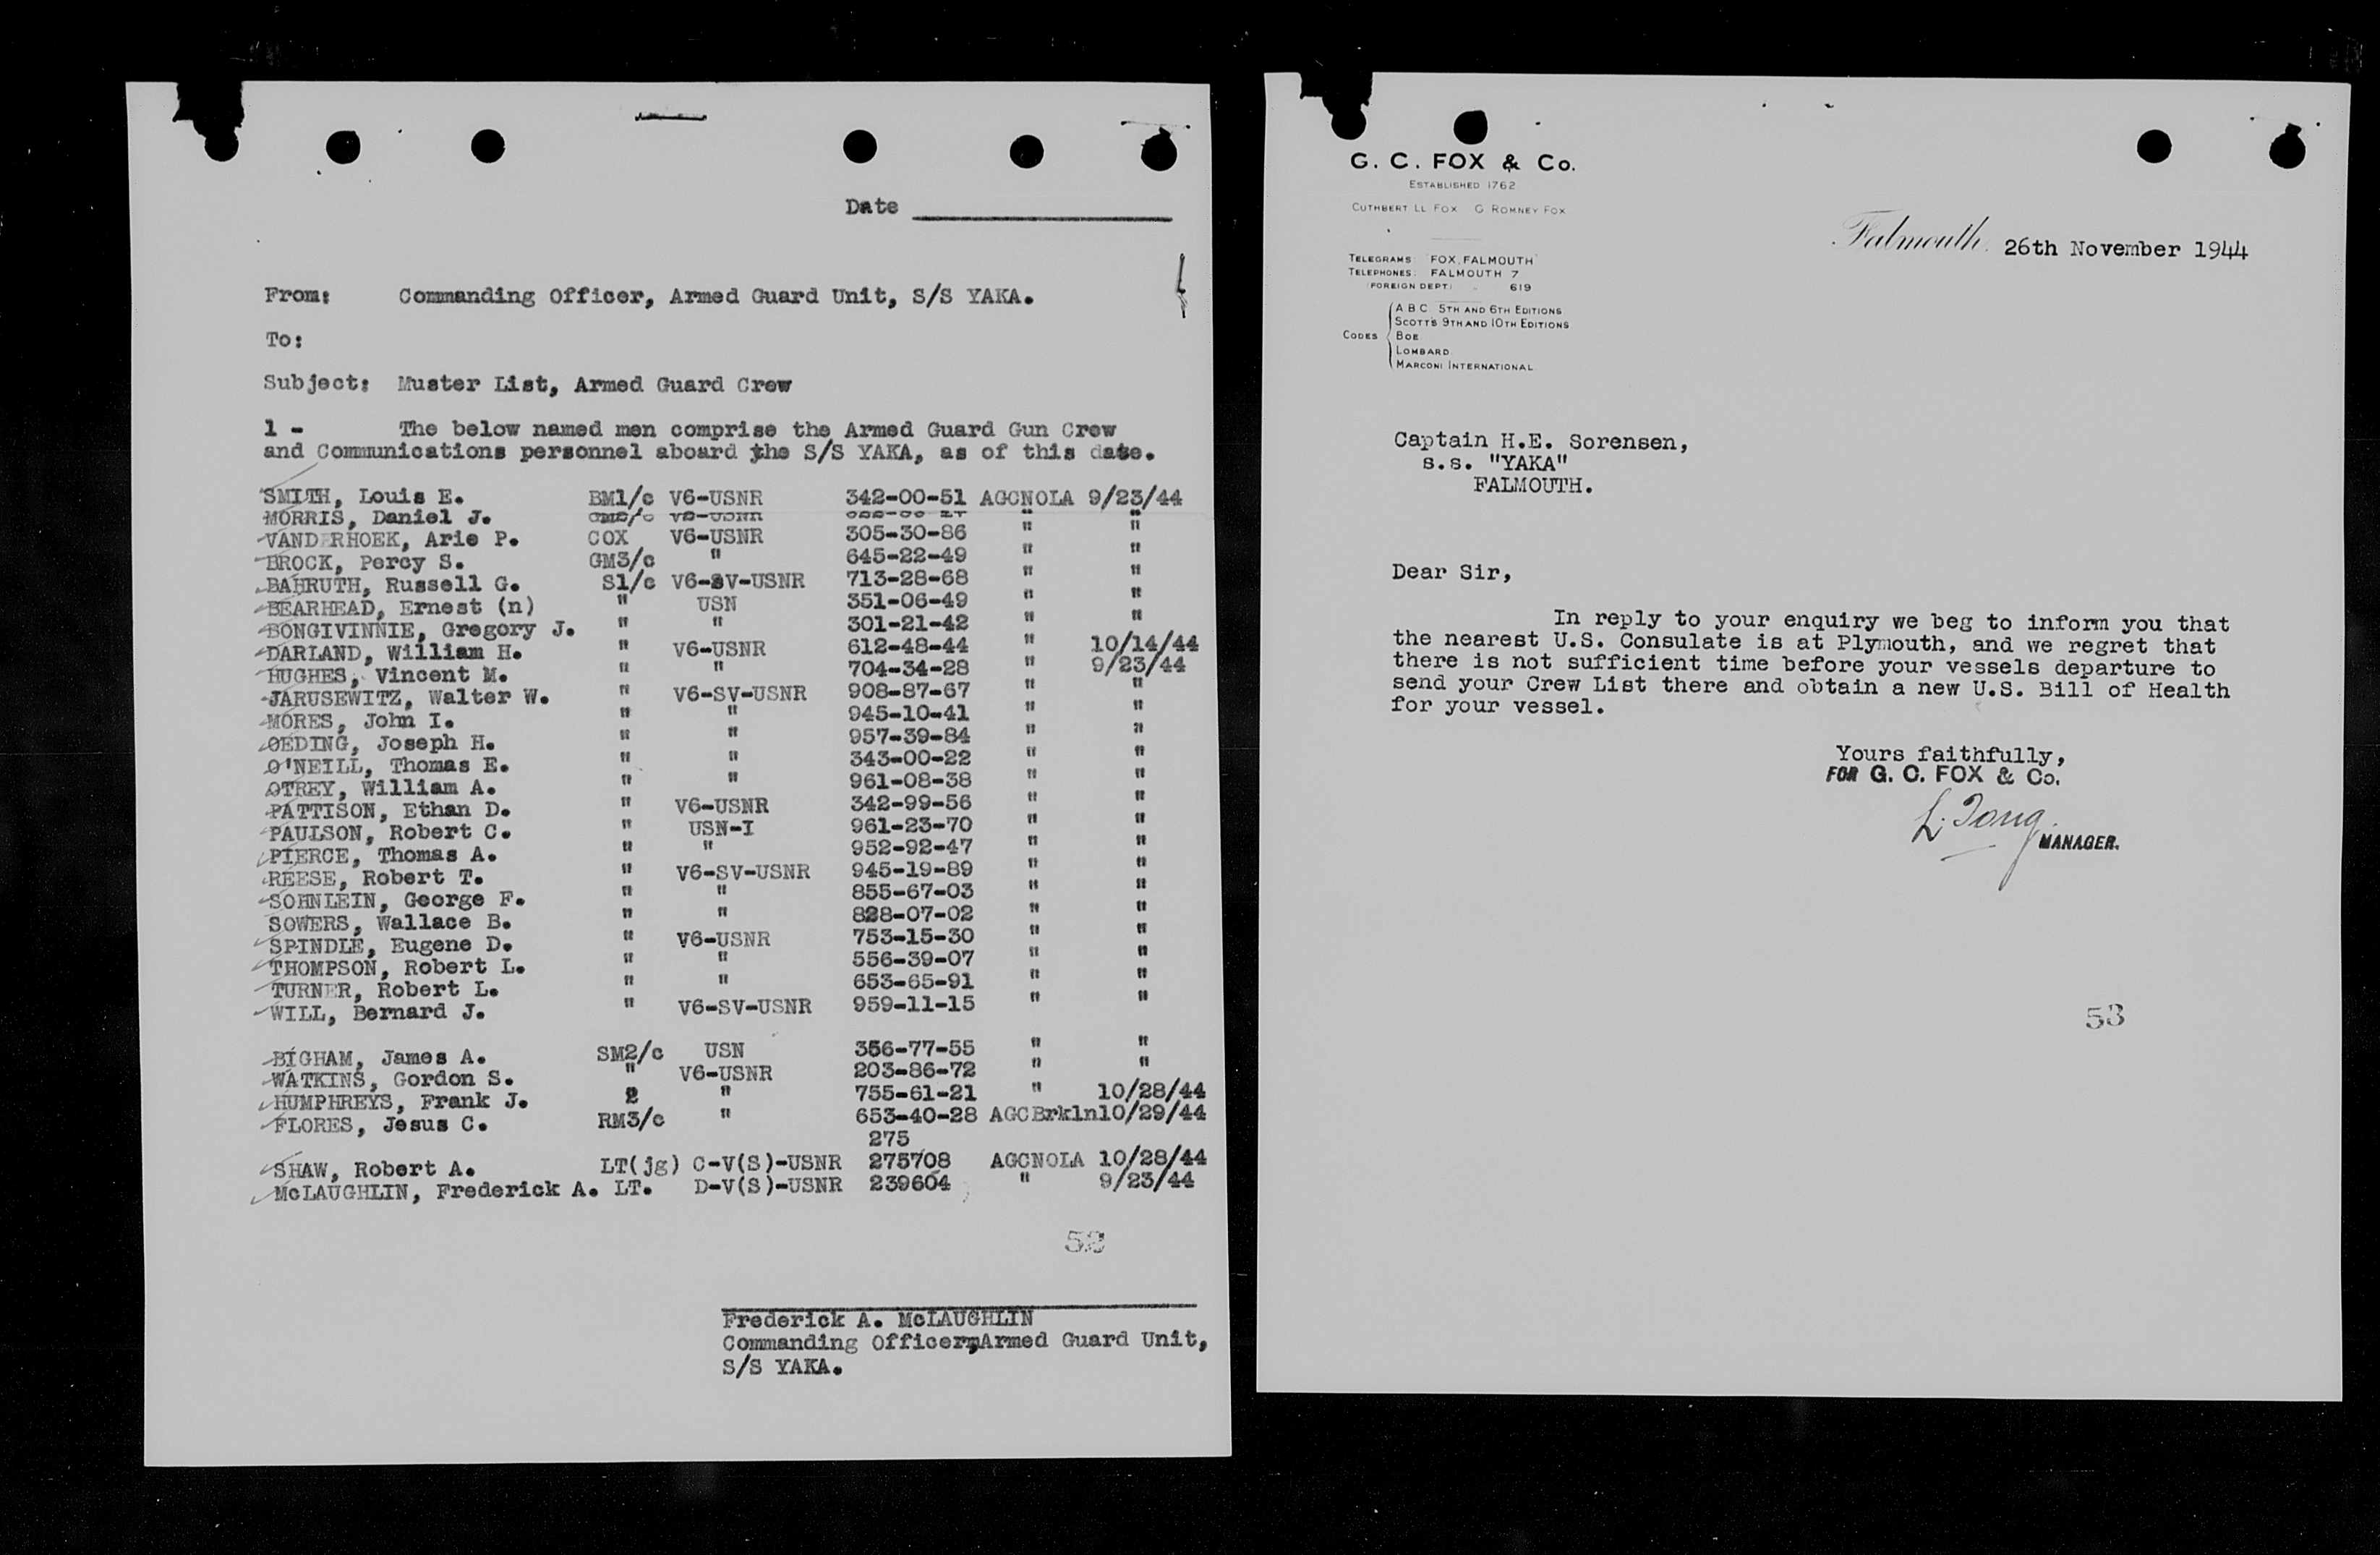 Date
From: Commanding Officer, Armed Guard Unit, S/S YAKA.
To:
Subject: Muster List, Armed Guard Crew
1 - The below named men comprise the Armed Guard Gun Crew
and Communications personnel aboard the S/S YAKA, as of this date.
SMITH, Louis E. BM1/c V6-USNR 342-00-51 AGCNOLA 9/23/44
MORRIS, Daniel J. V6-USNR " "
VANDERHOEK, Arie P. COX V6-USNR 305-30-86 " "
BROCK, Percy S. GM3/c " 645-22-49 " "
BAHRUTH, Russell G. S1/c V6-SV-USNR 713-28-68 " "
BEARHEAD, Ernest (n) " USN 351-06-49 " "
BONGIVINNIE, Gregory J. " " 301-21-42 " "
DARLAND, William H. " V6-USNR 612-48-44 " 10/14/44
HUGHES, Vincent M. " " 704-34-28 " 9/23/44
JARUSEWITZ, Walter W. " V6-SV-USNR 908-87-67 " "
MORES, John I. " " 945-10-41 " "
OEDING, Joseph H. " " 957-39-84 " "
O'NEILL, Thomas E. " " 343-00-22 " "
OTREY, William A. " " 961-08-38 " "
PATTISON, Ethan D. " V6-USNR 342-99-56 " "
PAULSON, Robert C. " USN-I 961-23-70 " "
PIERCE, Thomas A. " " 952-92-47 " "
REESE, Robert T. " V6-SV-USNR 945-19-89 " "
SOHNLEIN, George F. " " 855-67-03 " "
SOWERS, Wallace B. " " 828-07-02 " "
SPINDLE, Eugene D. " V6-USNR 753-15-30 " "
THOMPSON, Robert L. " " 556-39-07 " "
TURNER, Robert L. " " 653-65-91 " "
WILL, Bernard J. " V6-SV-USNR 959-11-15 " "
BIGHAM, James A. SM2/c USN 356-77-55 " "
WATKINS, Gordon S. " V6-USNR 203-86-72 " "
HUMPHREYS, Frank J. " " 755-61-21 " 10/28/44
FLORES, Jesus C. RM3/c " 653-40-28 AGCBrkln10/29/44
275
SHAW, Robert A. LT(jg) C-V(S)-USNR 275708 AGCNOLA 10/28/44
McLAUGHLIN, Frederick A. LT. D-V(S)-USNR 239604 " 9/23/44
52
Frederick A. McLAUGHLIN
Commanding Officer,Armed Guard Unit,
S/S YAKA.
G. C. FOX & Co.
ESTABLISHED 1762
CUTHBERT LL FOX G ROMNEY FOX
Falmouth, 26th November 1944
TELEGRAMS: FOX, FALMOUTH
TELEPHONES: FALMOUTH 7
(FOREIGN DEPT.) " 619
CODES
A B C 5TH AND 6TH EDITIONS
SCOTTS 9TH AND 10TH EDITIONS
BOE
LOMBARD
MARCONI INTERNATIONAL
Captain H.E. Sorensen,
s.s. "YAKA"
FALMOUTH.
Dear Sir,
In reply to your enquiry we beg to inform you that
the nearest U.S. Consulate is at Plymouth, and we regret that
there is not sufficient time before your vessels departure to
send your Crew List there and obtain a new U.S. Bill of Health
for your vessel.
Yours faithfully,
FOR G. C. FOX & Co.
MANAGER.
53